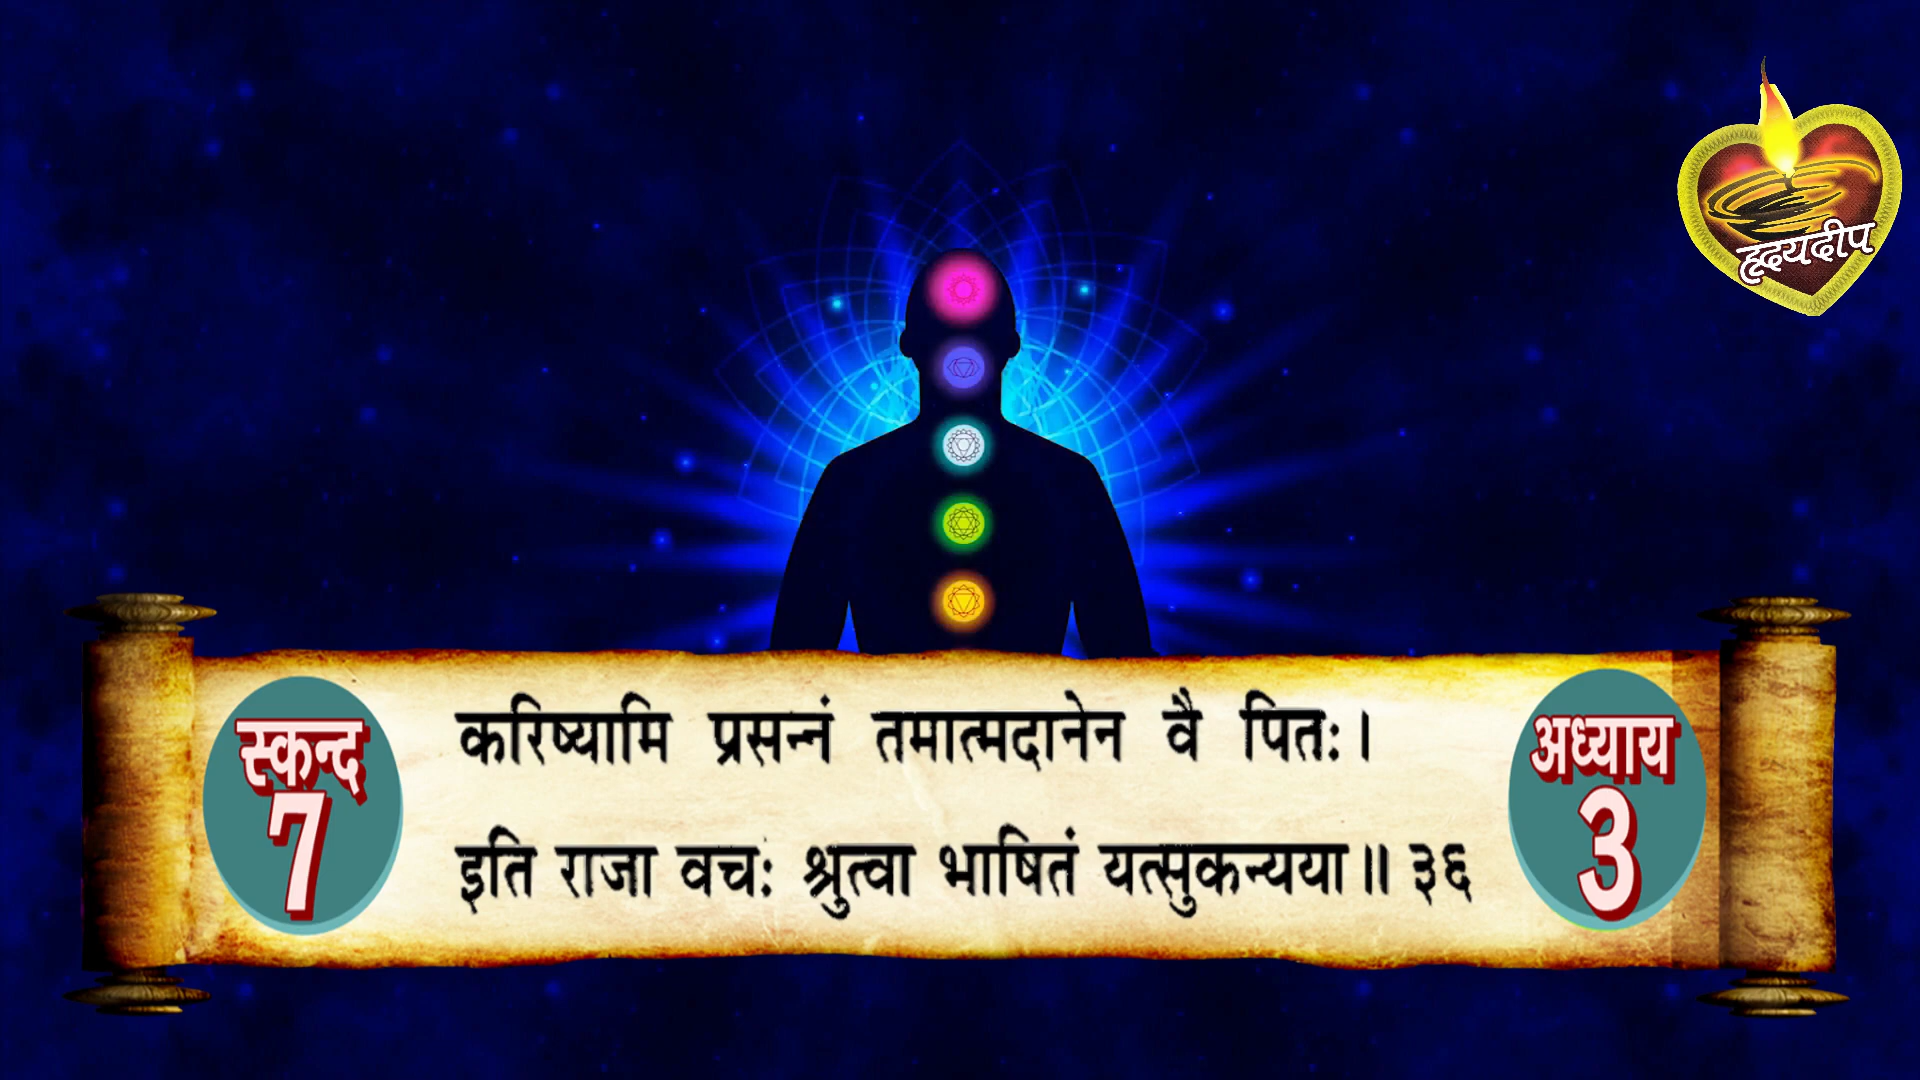 हृदयदीप
स्कन्द
7
करिष्यामि प्रसन्नं तमात्मदानेन वै पितः।
इति राजा वचः श्रुत्वा भाषितं यत्सुकन्यया॥ ३६
अध्याय
3